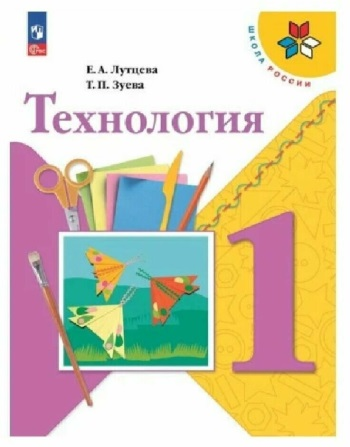 Е. А. Лутцева
Т. П. Зуева
ШКОЛА РОССИИ
Технология
1